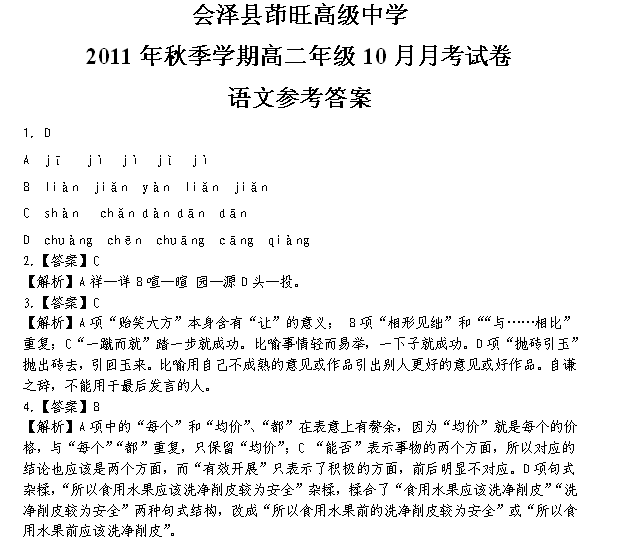 会泽县茚旺高级中学
2011 年秋季学期高二年级 10 月月考试卷
语文参考答案
1. D
A jī jì jì jǐ jì
B liàn jiǎn yàn liǎn jiǎn
C shàn chǎn dàn dān dān
D chuàng chēn chuāng cāng qiàng
2.【答案】C
【解析】A 祥—详 B 喧—暄 园—源 D 头—投。
3.【答案】C
【解析】A 项“贻笑大方”本身含有“让”的意义； B 项“相形见绌”和““与……相比”
重复；C“一蹴而就”踏一步就成功。比喻事情轻而易举，一下子就成功。D 项“抛砖引玉”
抛出砖去，引回玉来。比喻用自己不成熟的意见或作品引出别人更好的意见或好作品。自谦
之辞，不能用于最后发言的人。
4.【答案】B
【解析】A 项中的“每个”和“均价”、“都”在表意上有赘余，因为“均价”就是每个的价
格，与“每个”“都”重复，只保留“均价”；C “能否”表示事物的两个方面，所以对应的
结论也应该是两个方面，而“有效开展”只表示了积极的方面，前后明显不对应。D 项句式
杂糅，“所以食用水果应该洗净削皮较为安全”杂糅，糅合了“食用水果应该洗净削皮”“洗
净削皮较为安全”两种句式结构，改成“所以食用水果前的洗净削皮较为安全”或“所以食
用水果前应该洗净削皮”。